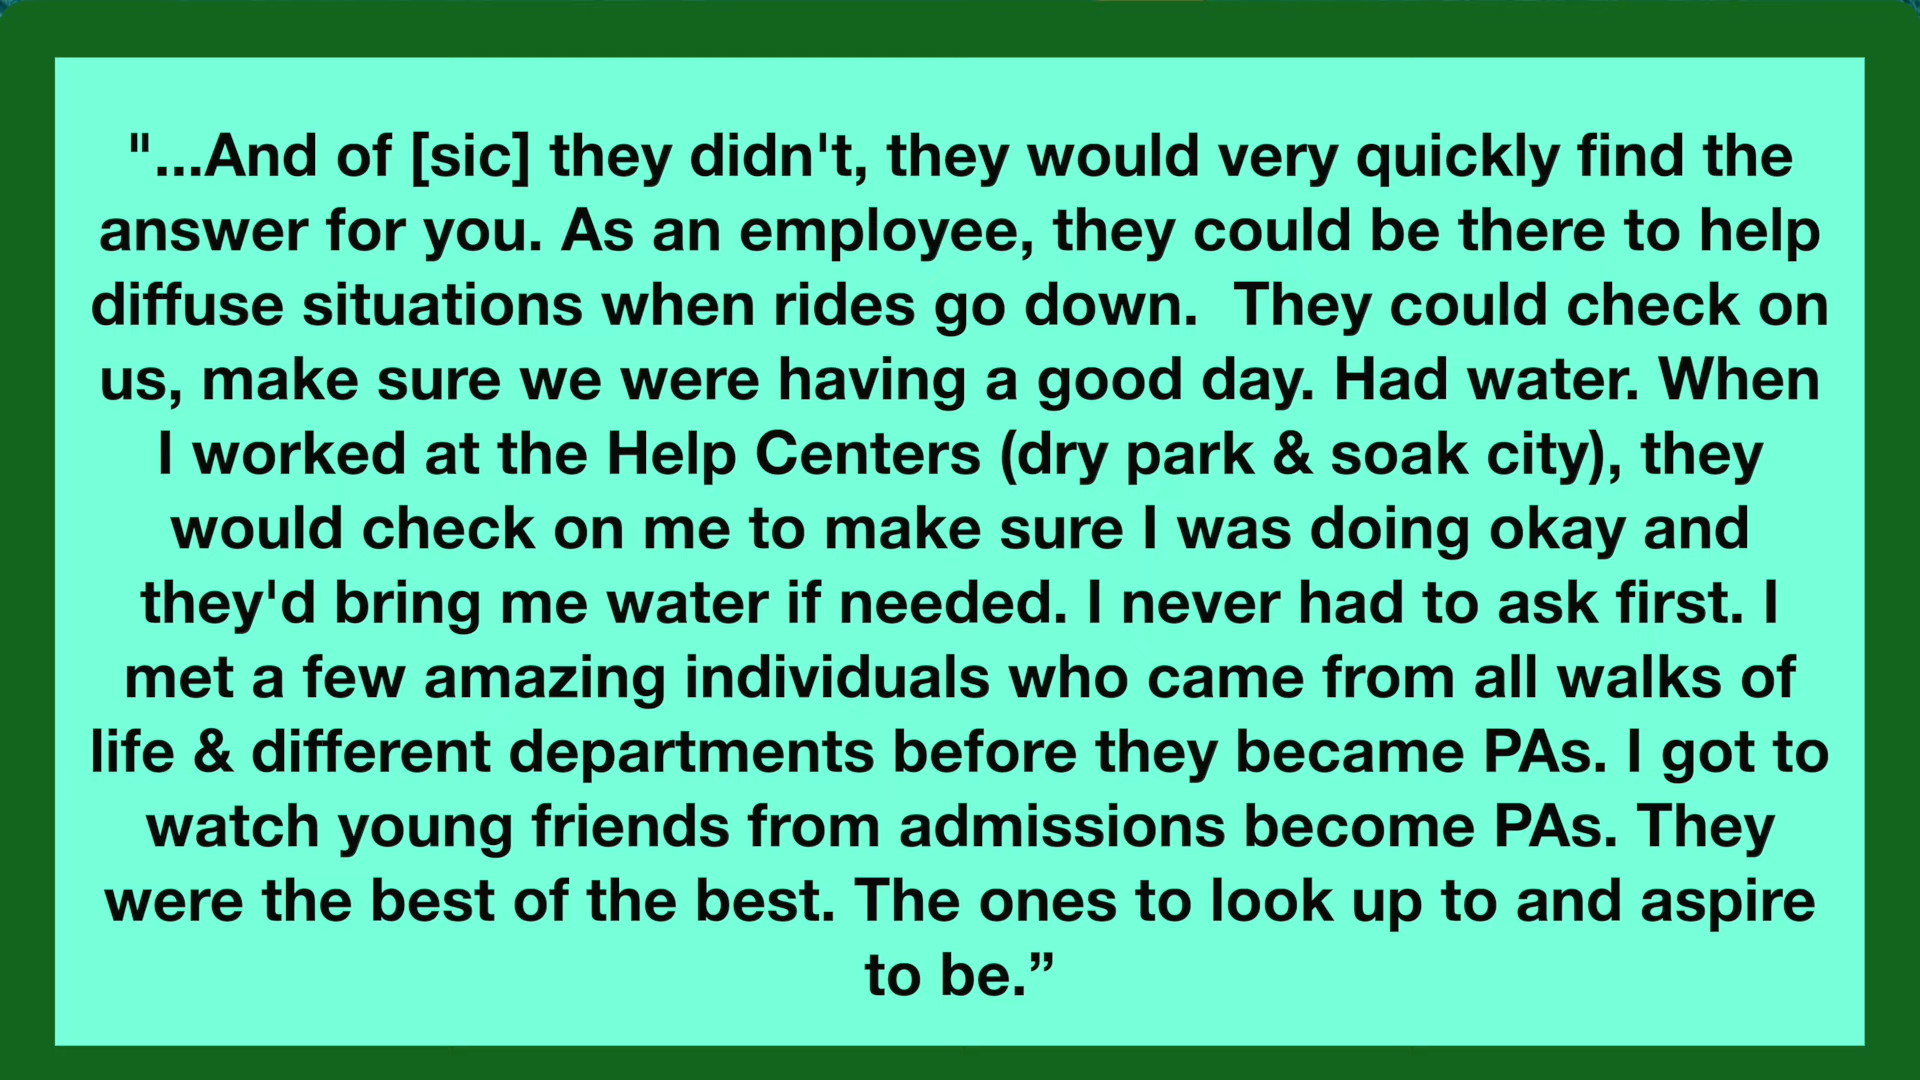 "...And of [sic] they didn't, they would very quickly find the
answer for you. As an employee, they could be there to help
diffuse situations when rides go down.  They could check on
us, make sure we were having a good day. Had water. When
I worked at the Help Centers (dry park & soak city), they
would check on me to make sure I was doing okay and
they'd bring me water if needed. I never had to ask first. I
met a few amazing individuals who came from all walks of
life & different departments before they became PAs. I got to
watch young friends from admissions become PAs. They
were the best of the best. The ones to look up to and aspire
to be.”